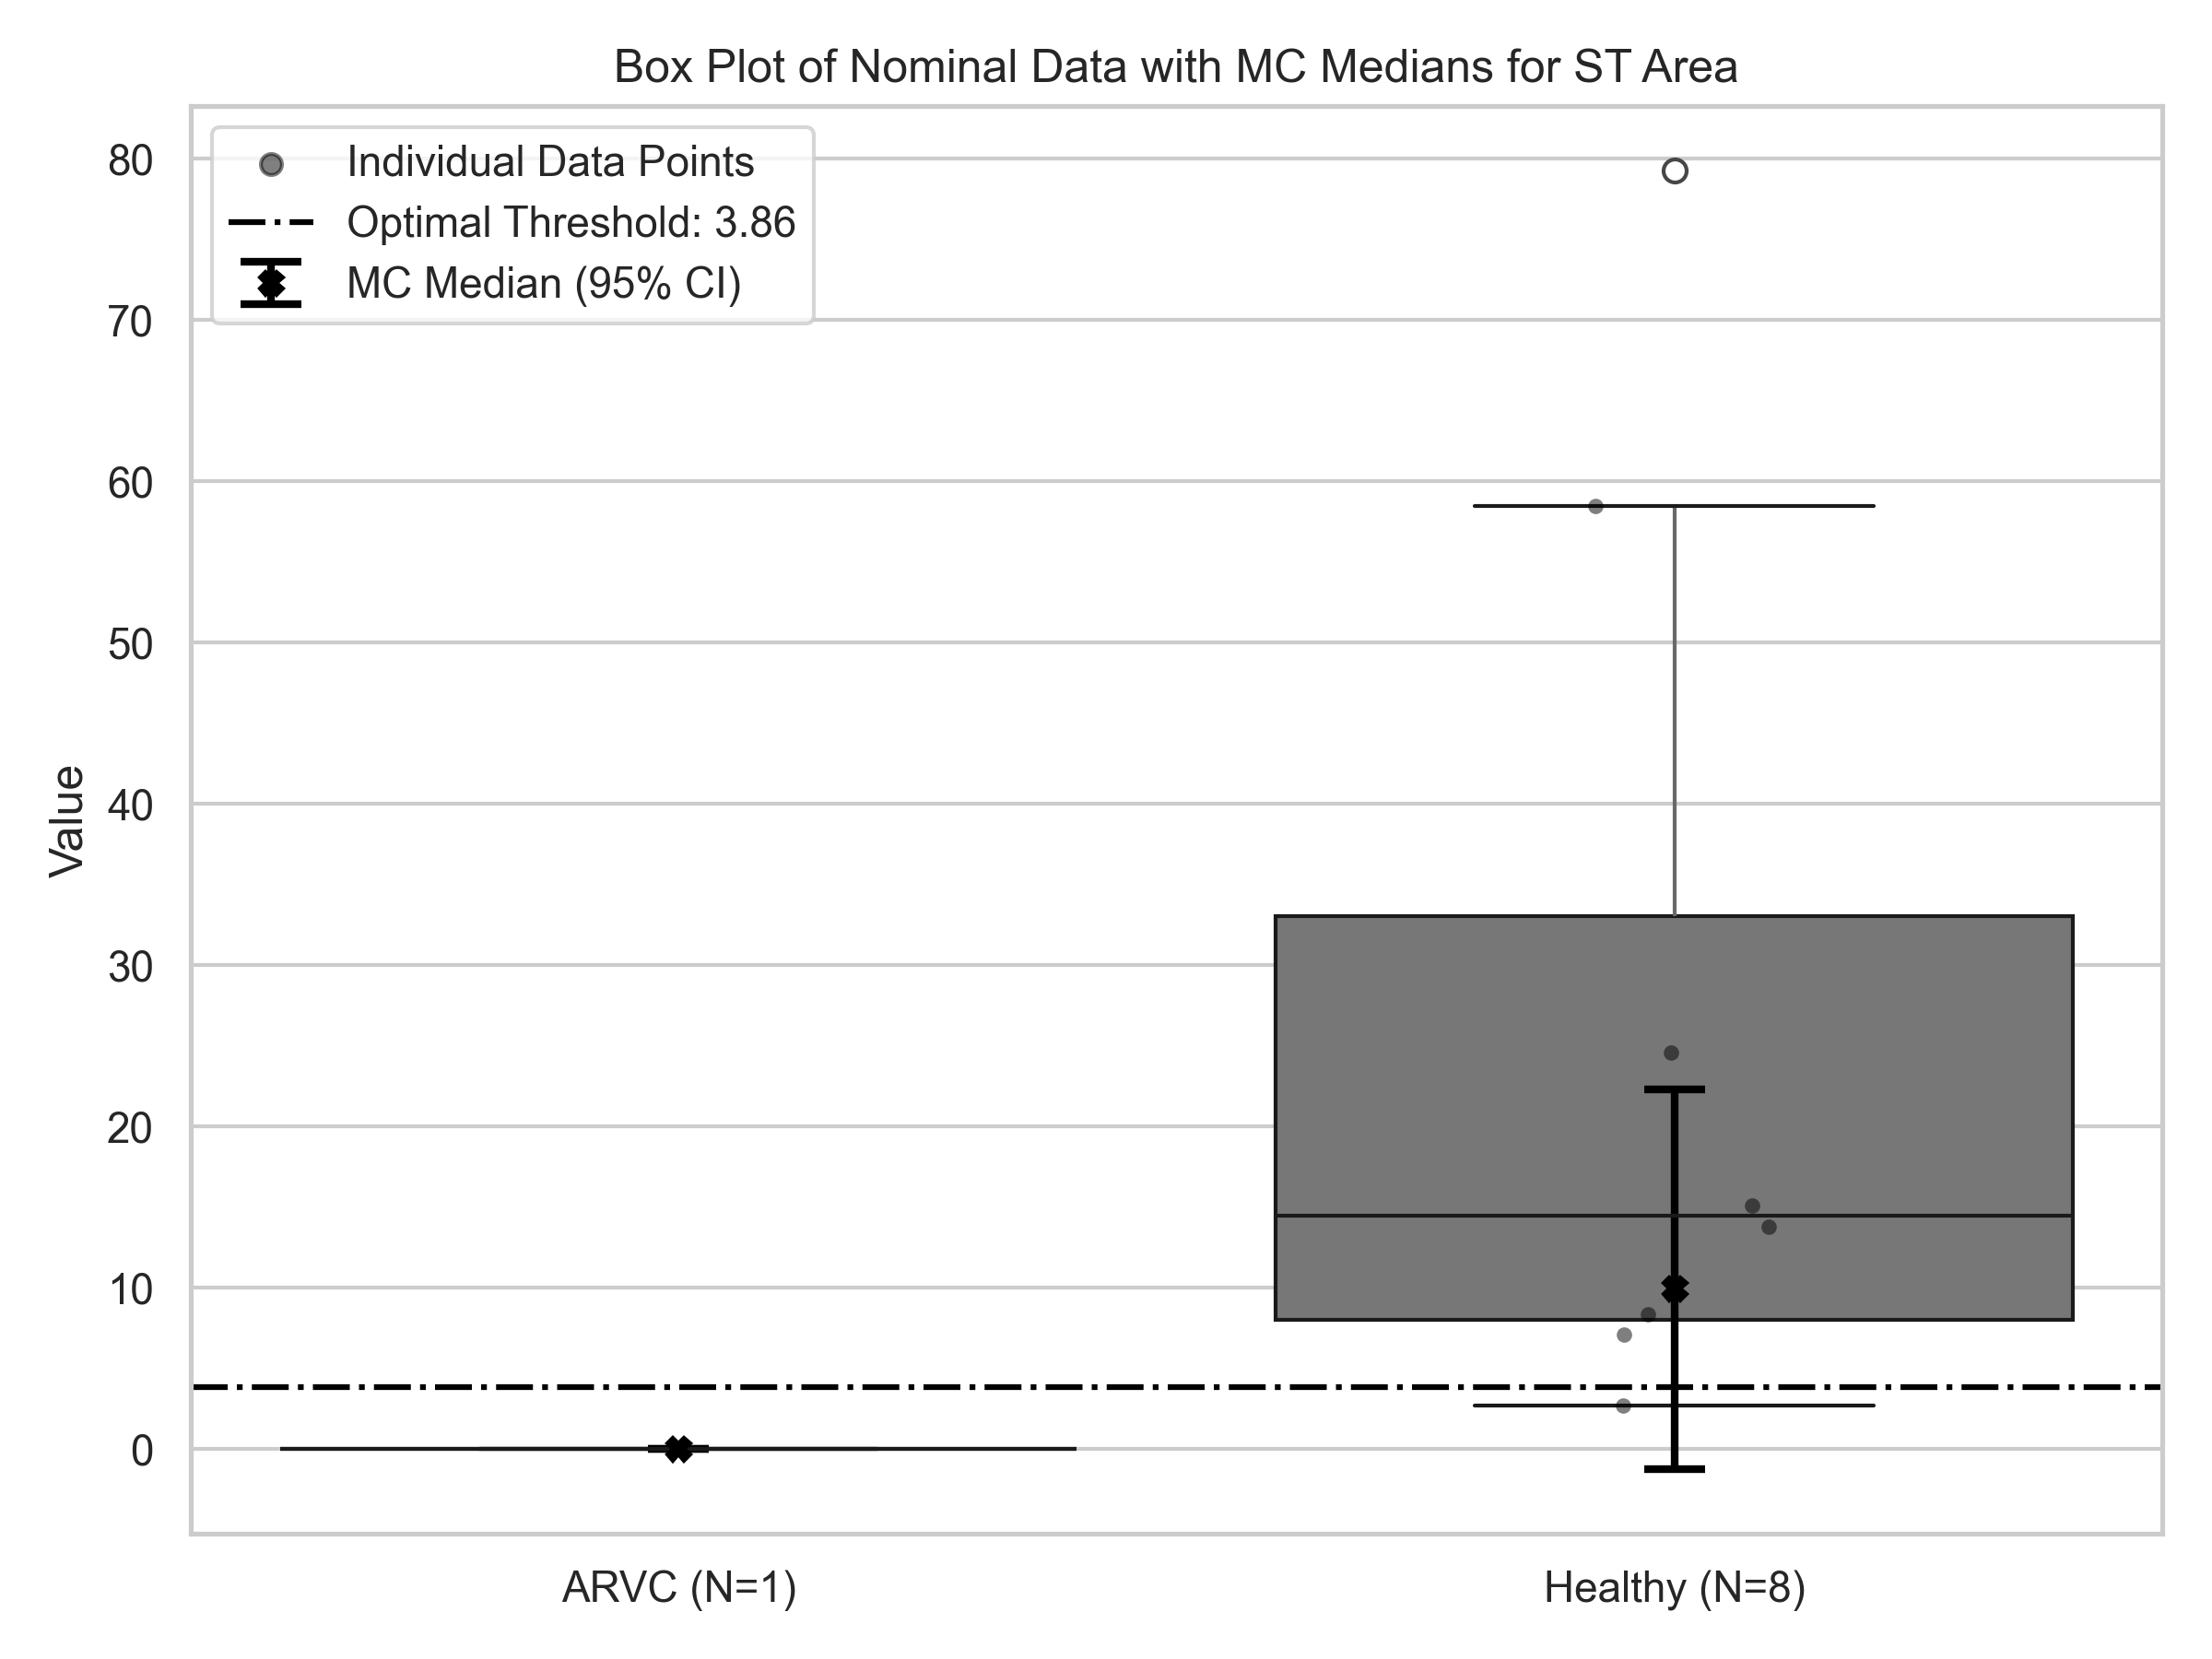 Box Plot of Nominal Data with MC Medians for ST Area
Individual Data Points
Optimal Threshold: 3.86
MC Median (95% CI)
80
70
60
50
40
30
20
10
0
Value
ARVC (N=1)
Healthy (N=8)